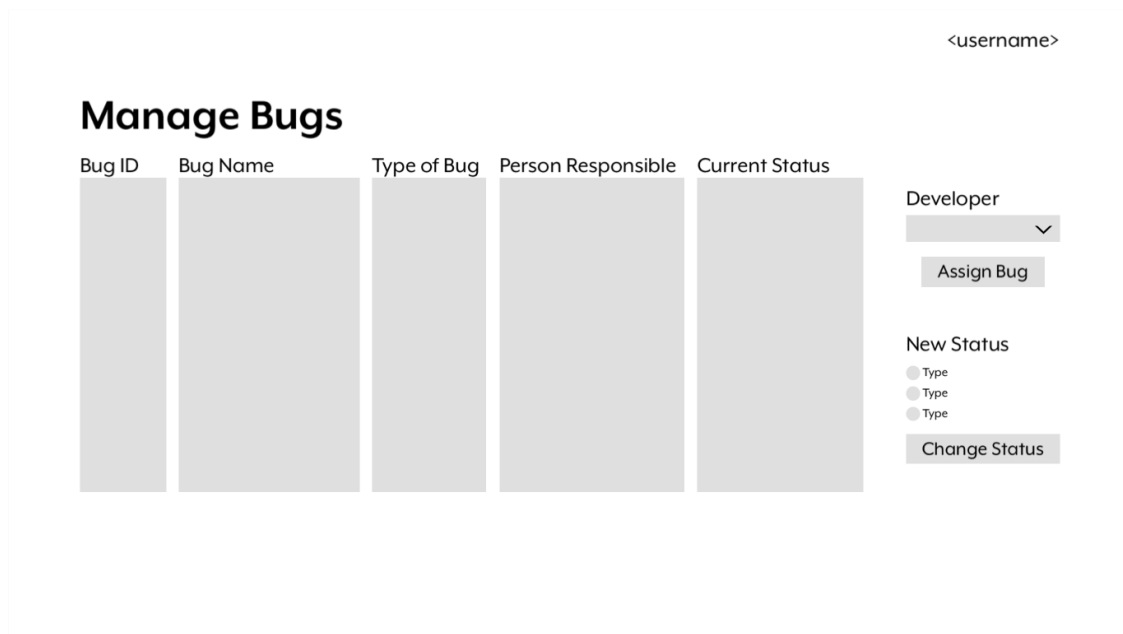 <username>
Manage Bugs
Bug ID Bug Name Type of Bug Person Responsible Current Status
Developer
Assign Bug
New Status
Type
Type
Type
Change Status